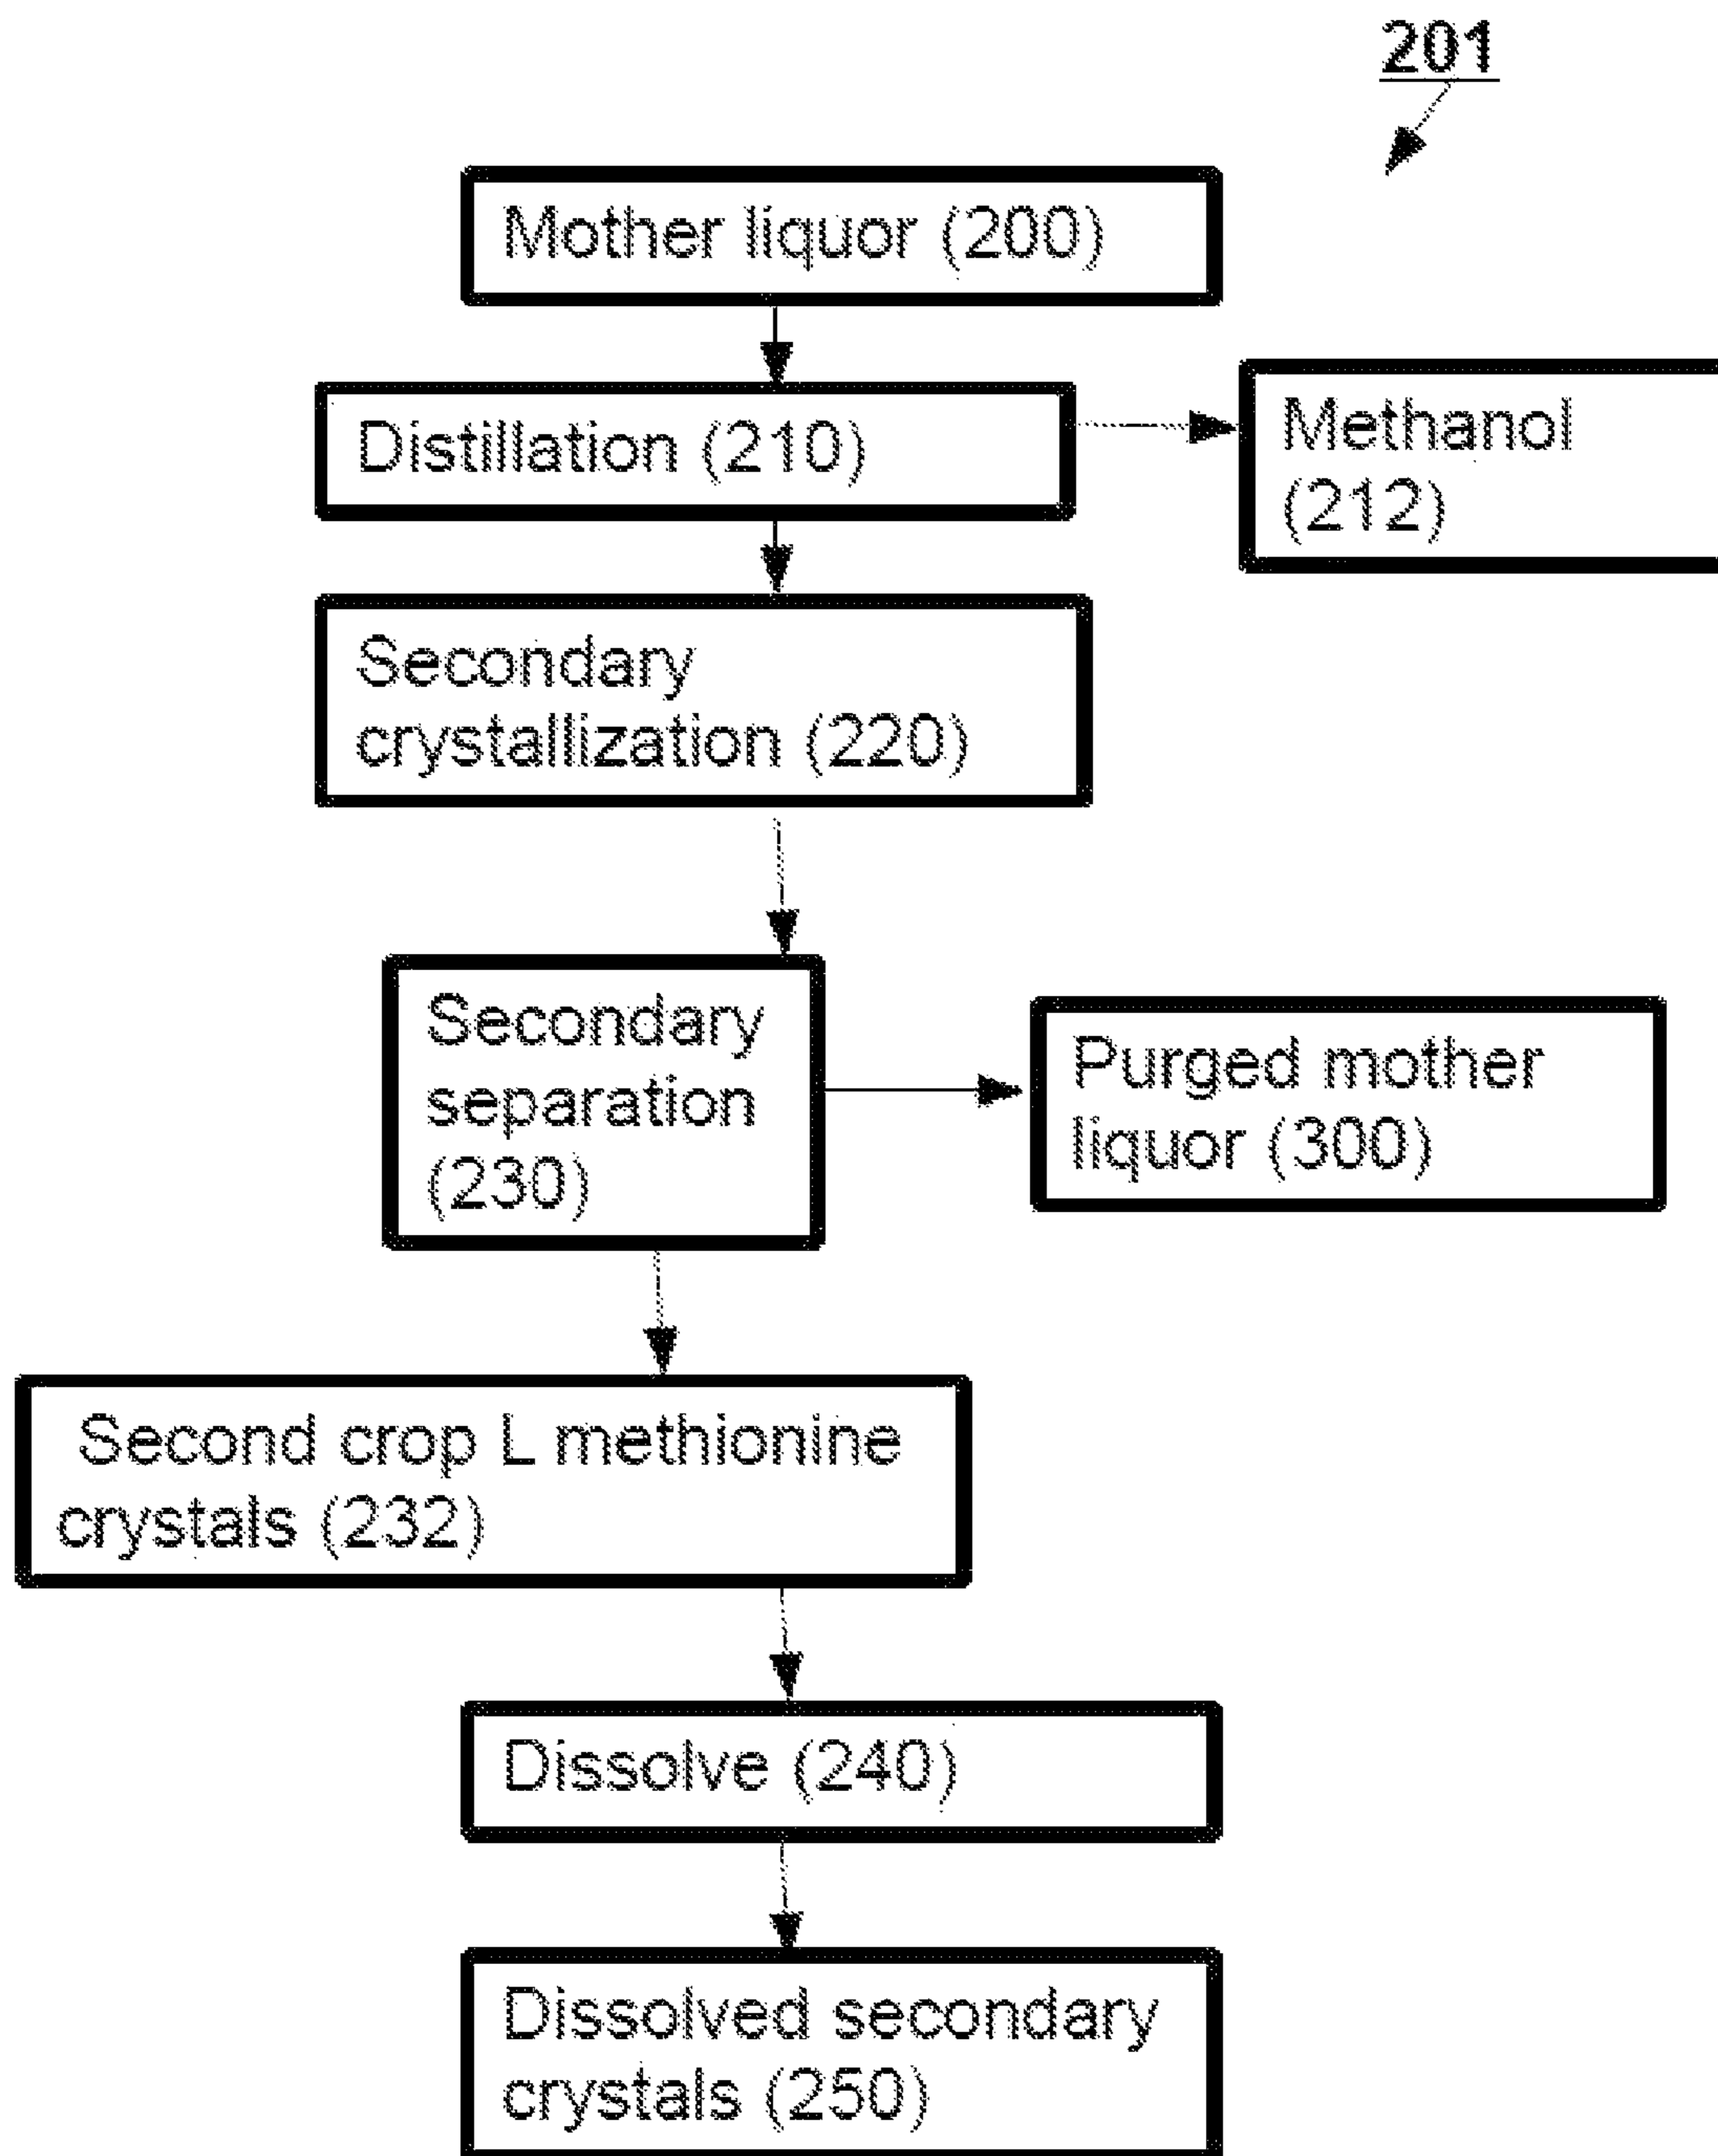 201
Mother liquor (200)
Distillation (210)
Methanol
(212)
Secondary
crystallization (220)
Secondary
separation
(230)
Purged mother
liquor (300)
Second crop L methionine
crystals (232)
Dissolve (240)
Dissolved secondary
crystals (250)